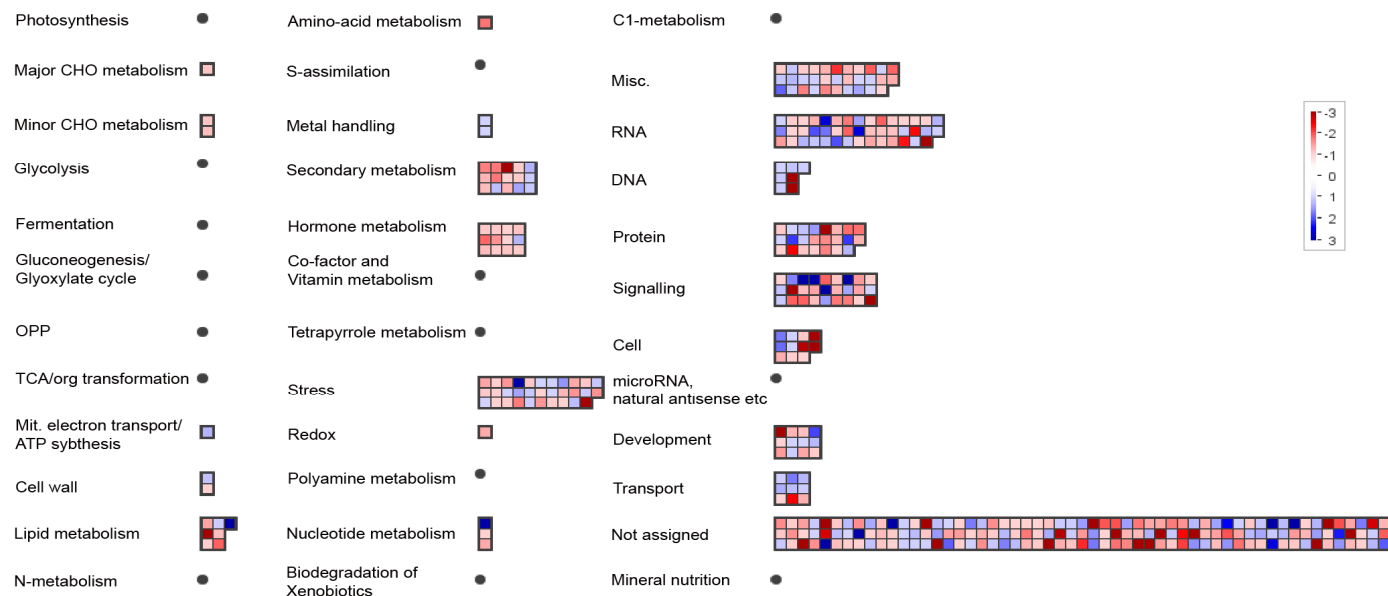 Photosynthesis
Major CHO metabolism
Minor CHO metabolism
Glycolysis
Fermentation
Gluconeogenesis/
Glyoxylate cycle
OPP
TCA/org transformation
Mit. electron transport/
ATP sybthesis
Cell wall
Lipid metabolism
N-metabolism
Amino-acid metabolism
S-assimilation
Metal handling
Secondary metabolism
Hormone metabolism
Co-factor and
Vitamin metabolism
Tetrapyrrole metabolism
Stress
Redox
Polyamine metabolism
Nucleotide metabolism
Biodegradation of
Xenobiotics
C1-metabolism
Misc.
RNA
DNA
Protein
Signalling
Cell
microRNA,
natural antisense etc
Development
Transport
Not assigned
Mineral nutrition
-3
-2
-1
0
1
2
3